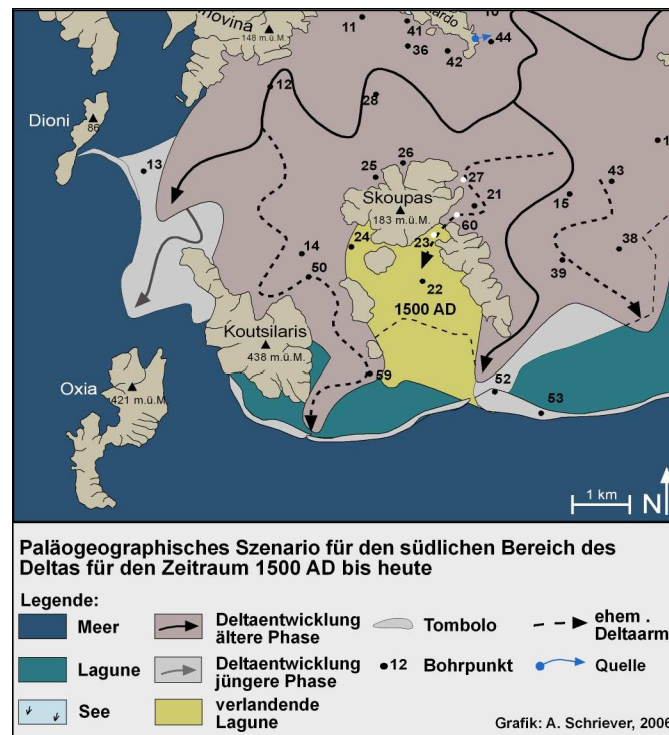 11
41
44
148 m.ü.M.
36
42
12
28
Dioni
86
13
26
25
27
43
Skoupas
21
15
183 m.ü.M.
60
24
23
38
14
39
50
22
1500 AD
Koutsilaris
438 m.ü.M.
59
52
Oxia
421 m.ü.M.
53
1 km
N
Paläogeographisches Szenario für den südlichen Bereich des
Deltas für den Zeitraum 1500 AD bis heute
Legende:
Meer
Deltaentwicklung
ältere Phase
Tombolo
ehem .
Deltaarm
Lagune
Deltaentwicklung
jüngere Phase
12 Bohrpunkt
Quelle
See
verlandende
Lagune
Grafik: A. Schriever, 2006